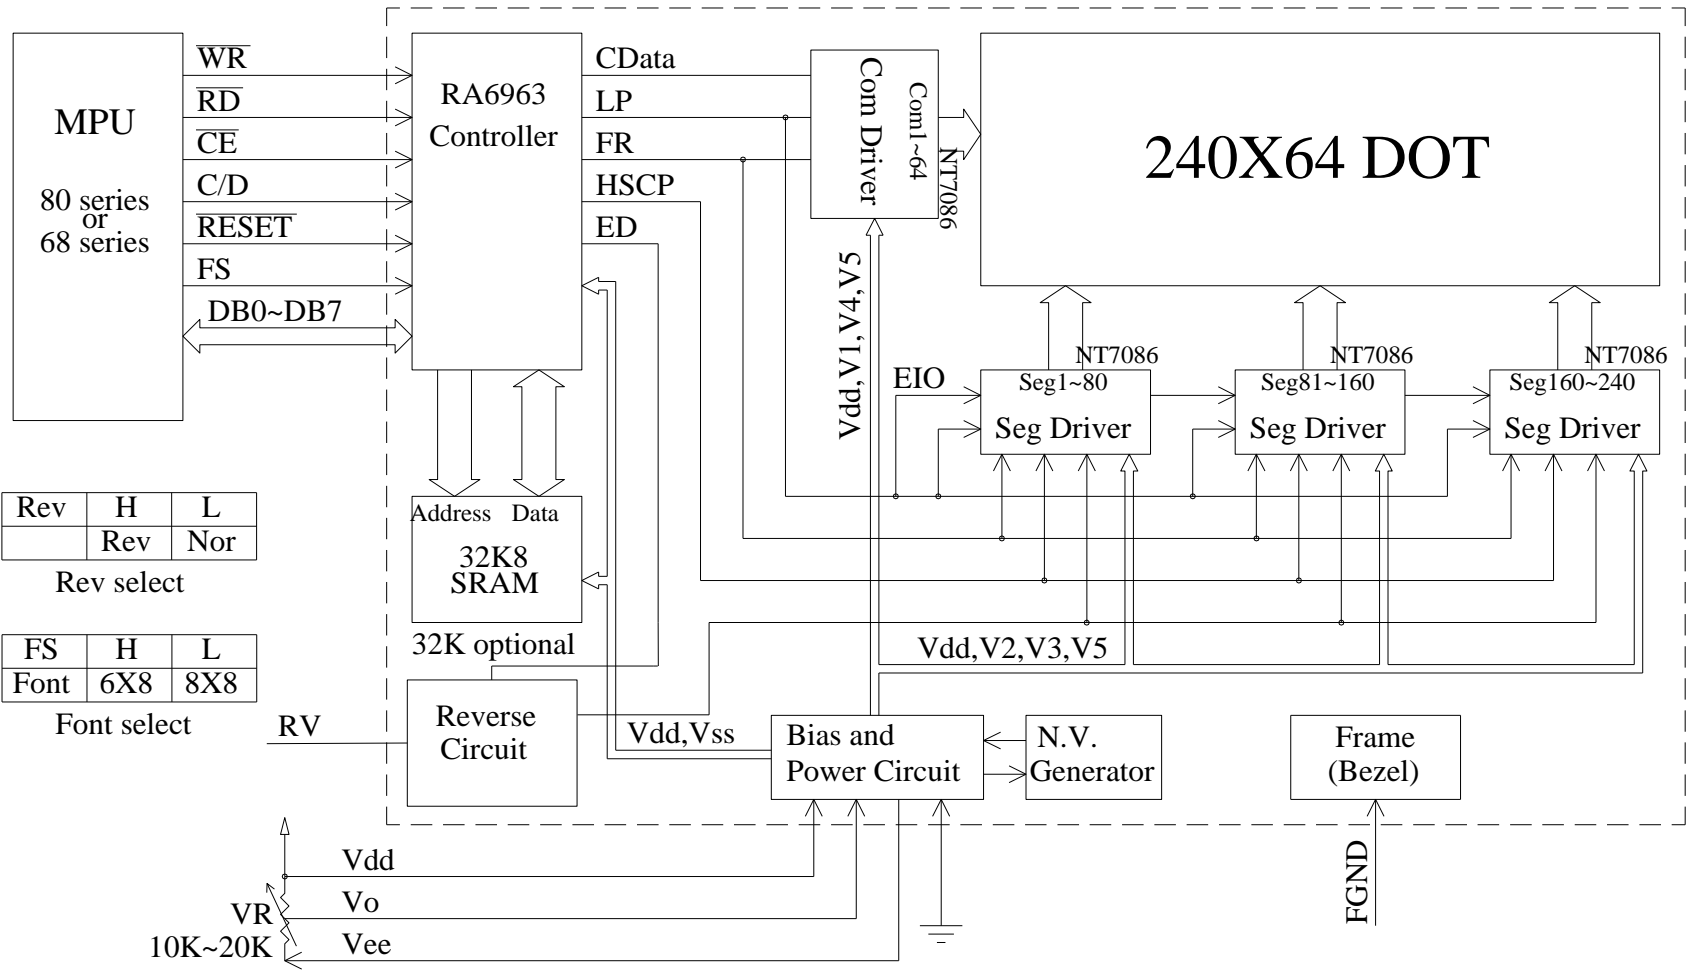 MPU
80 series
or
68 series
WR
RD
CE
C/D
RESET
FS
DB0~DB7
RA6963
Controller
CData
LP
FR
HSCP
ED
Com Driver
Com1~64
NT7086
240X64 DOT
Vdd,V1,V4,V5
EIO
NT7086
Seg1~80
Seg Driver
NT7086
Seg81~160
Seg Driver
NT7086
Seg160~240
Seg Driver
Address Data
32K8
SRAM
32K optional
Rev H L
Rev Nor
Rev select
FS H L
Font 6X8 8X8
Font select
RV
Reverse
Circuit
Vdd,Vss
Vdd,V2,V3,V5
Bias and
Power Circuit
N.V.
Generator
Frame
(Bezel)
FGND
Vdd
Vo
Vee
VR
10K~20K